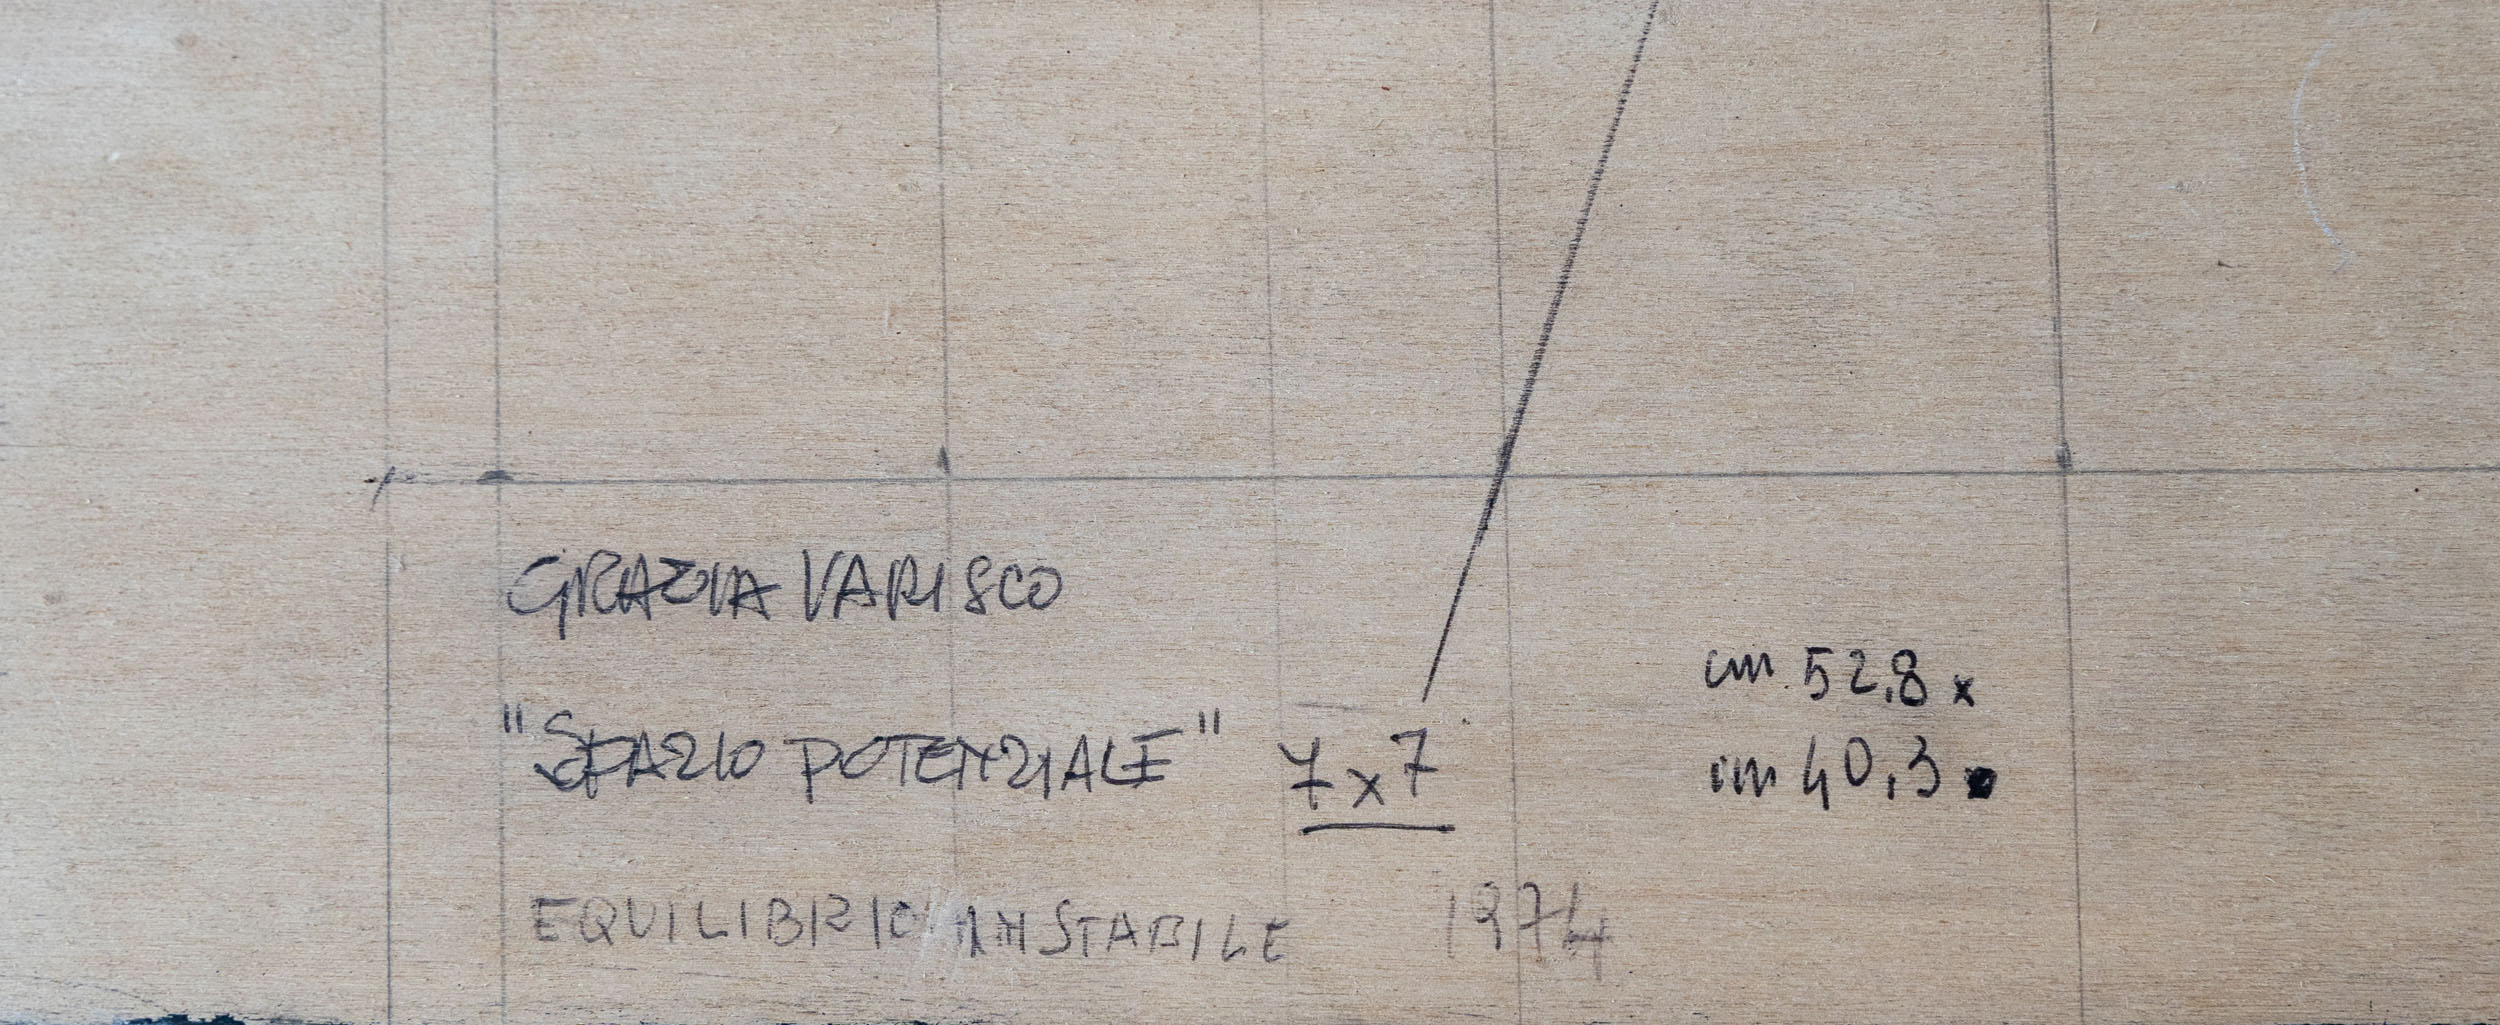 GRAZIA VARISCO
"SPAZIO POTENZIALE" 7x7
cm. 52,8 x
cm 40,3
EQUILIBRIO INSTABILE 1974